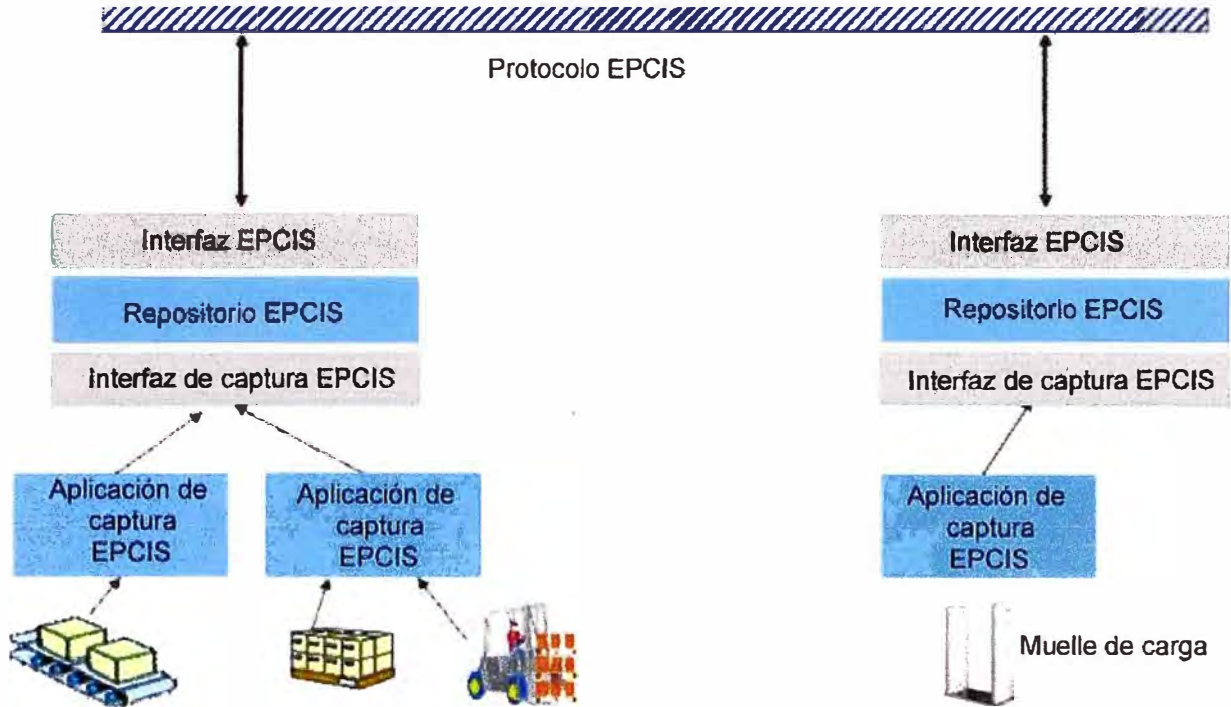 Protocolo EPCIS
Interfaz EPCIS
Interfaz EPCIS
Repositorio EPCIS
Repositorio EPCIS
Interfaz de captura EPCIS
Interfaz de captura EPCIS
Aplicación de
captura
EPCIS
Aplicación de
captura
EPCIS
Aplicación de
captura
EPCIS
Muelle de carga